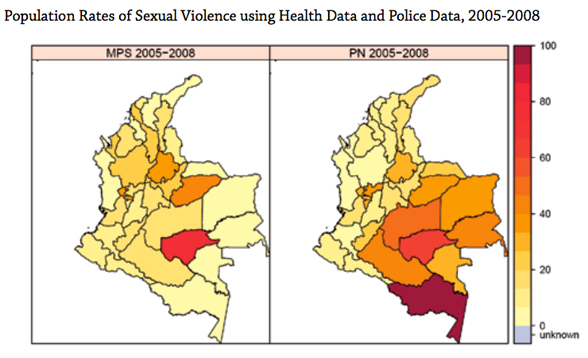 Population Rates of Sexual Violence using Health Data and Police Data, 2005-2008
MPS 2005−2008
PN 2005−2008
100
80
60
40
20
0
unknown